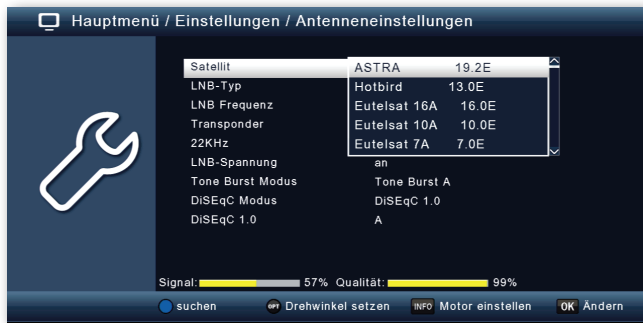 Hauptmenü / Einstellungen / Antenneneinstellungen
Satellit
ASTRA 19.2E
LNB-Typ
Hotbird 13.0E
LNB Frequenz
Eutelsat 16A 16.0E
Transponder
Eutelsat 10A 10.0E
22KHz
Eutelsat 7A 7.0E
LNB-Spannung an
Tone Burst Modus Tone Burst A
DiSEqC Modus DiSEqC 1.0
DiSEqC 1.0 A
Signal: 57% Qualität: 99%
suchen OPT Drehwinkel setzen INFO Motor einstellen OK Ändern